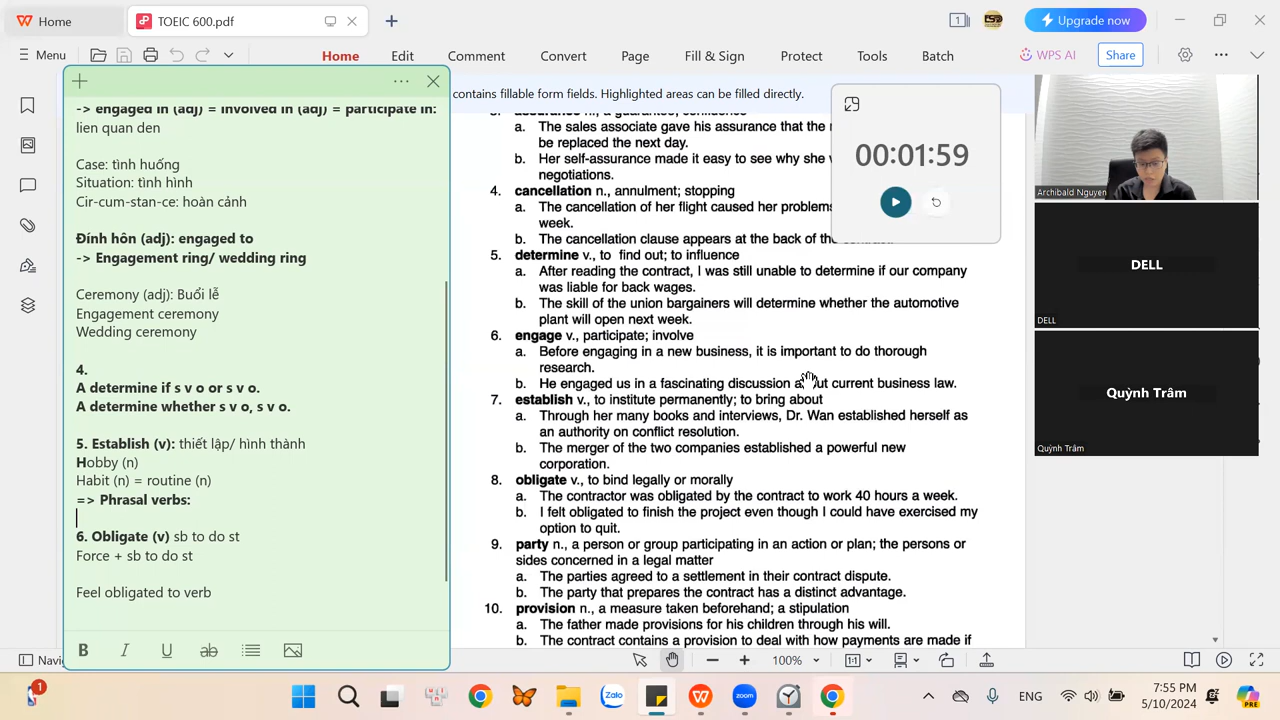 Home
TOEIC 600.pdf
1
Upgrade now
Menu
Home
Edit
Comment
Convert
Page
Fill & Sign
Protect
Tools
Batch
WPS AI
Share
contains fillable form fields. Highlighted areas can be filled directly.
-> engaged in (adj) = involved in (adj) = participate in:
lien quan den
Case: tình huống
Situation: tình hình
Cir-cum-stan-ce: hoàn cảnh
Đính hôn (adj): engaged to
-> Engagement ring/ wedding ring
Ceremony (adj): Buổi lễ
Engagement ceremony
Wedding ceremony
4.
A determine if s v o or s v o.
A determine whether s v o, s v o.
5. Establish (v): thiết lập/ hình thành
Hobby (n)
Habit (n) = routine (n)
=> Phrasal verbs:
6. Obligate (v) sb to do st
Force + sb to do st
Feel obligated to verb
a. The sales associate gave his assurance that the
be replaced the next day.
b. Her self-assurance made it easy to see why she
negotiations.
4. cancellation n., annulment; stopping
a. The cancellation of her flight caused her problems
week.
b. The cancellation clause appears at the back of the contract.
5. determine v., to find out; to influence
a. After reading the contract, I was still unable to determine if our company
was liable for back wages.
b. The skill of the union bargainers will determine whether the automotive
plant will open next week.
6. engage v., participate; involve
a. Before engaging in a new business, it is important to do thorough
research.
b. He engaged us in a fascinating discussion about current business law.
7. establish v., to institute permanently; to bring about
a. Through her many books and interviews, Dr. Wan established herself as
an authority on conflict resolution.
b. The merger of the two companies established a powerful new
corporation.
8. obligate v., to bind legally or morally
a. The contractor was obligated by the contract to work 40 hours a week.
b. I felt obligated to finish the project even though I could have exercised my
option to quit.
9. party n., a person or group participating in an action or plan; the persons or
sides concerned in a legal matter
a. The parties agreed to a settlement in their contract dispute.
b. The party that prepares the contract has a distinct advantage.
10. provision n., a measure taken beforehand; a stipulation
a. The father made provisions for his children through his will.
b. The contract contains a provision to deal with how payments are made if
00:01:59
Archibald Nguyen
DELL
DELL
Quỳnh Trâm
Quỳnh Trâm
Navi
100%
1:1
1
Zalo
zoom
ENG
7:55 PM
5/10/2024
PRE